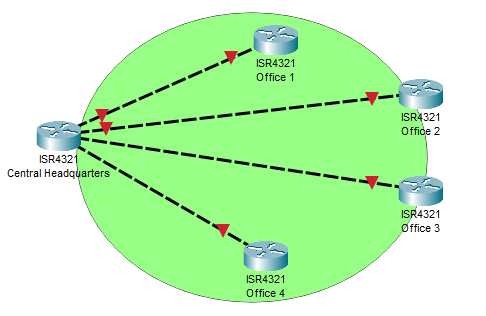 ISR4321
Office 1
ISR4321
Office 2
ISR4321
Central Headquarters
ISR4321
Office 3
ISR4321
Office 4